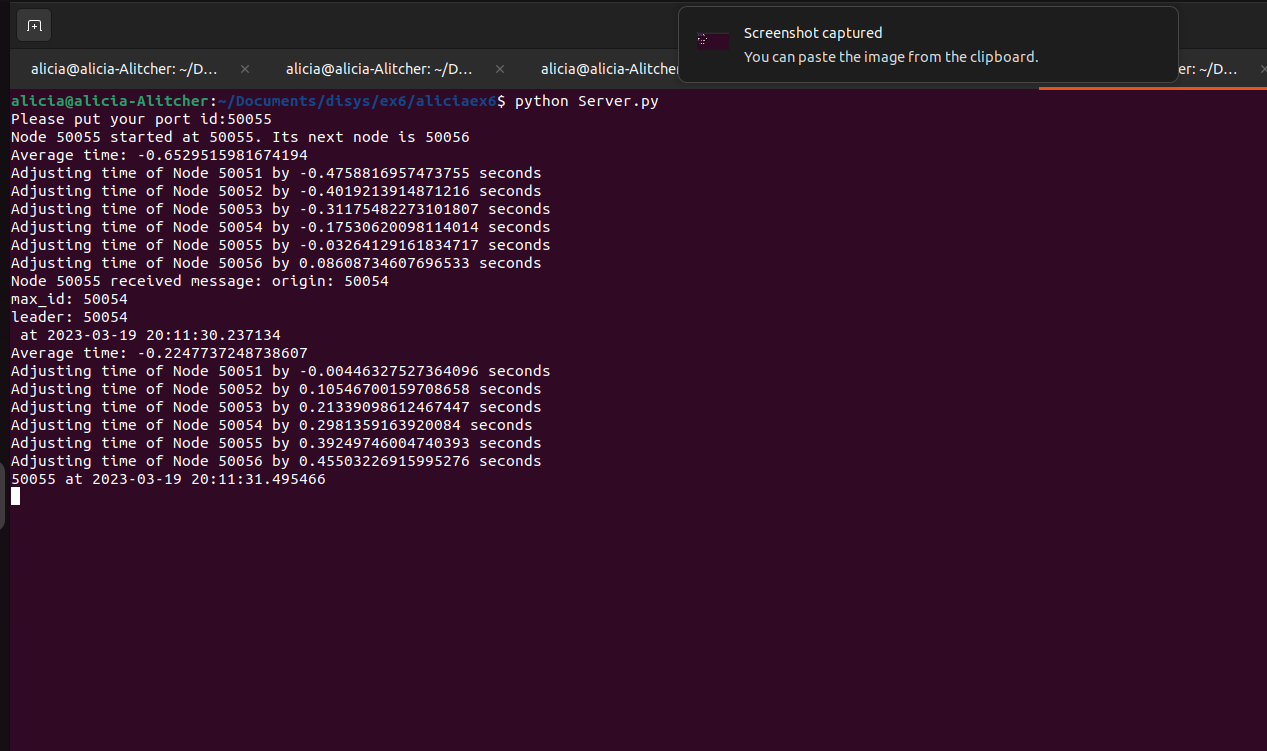 Screenshot captured
You can paste the image from the clipboard.
alicia@alicia-Alitcher: ~/D... × alicia@alicia-Alitcher: ~/D... × alicia@alicia-Alitcher er: ~/D... ×
alicia@alicia-Alitcher:~/Documents/disys/ex6/aliciaex6$ python Server.py
Please put your port id:50055
Node 50055 started at 50055. Its next node is 50056
Average time: -0.6529515981674194
Adjusting time of Node 50051 by -0.4758816957473755 seconds
Adjusting time of Node 50052 by -0.4019213914871216 seconds
Adjusting time of Node 50053 by -0.31175482273101807 seconds
Adjusting time of Node 50054 by -0.17530620098114014 seconds
Adjusting time of Node 50055 by -0.03264129161834717 seconds
Adjusting time of Node 50056 by 0.08608734607696533 seconds
Node 50055 received message: origin: 50054
max_id: 50054
leader: 50054
 at 2023-03-19 20:11:30.237134
Average time: -0.2247737248738607
Adjusting time of Node 50051 by -0.00446327527364096 seconds
Adjusting time of Node 50052 by 0.10546700159708658 seconds
Adjusting time of Node 50053 by 0.21339098612467447 seconds
Adjusting time of Node 50054 by 0.2981359163920084 seconds
Adjusting time of Node 50055 by 0.39249746004740393 seconds
Adjusting time of Node 50056 by 0.45503226915995276 seconds
50055 at 2023-03-19 20:11:31.495466